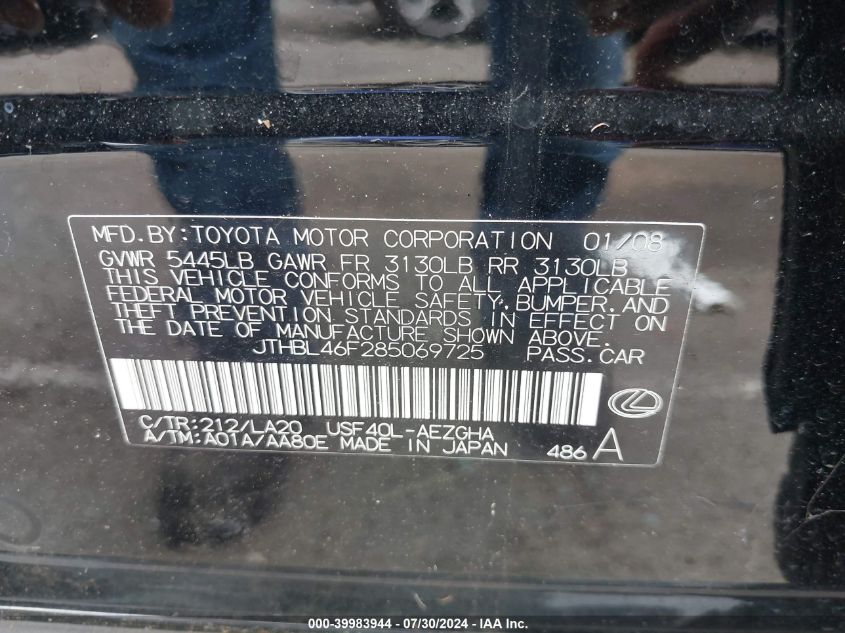 MFD.BY:TOYOTA MOTOR CORPORATION 01/08
GVWR 5445LB GAWR FR 3130LB RR 3130LB
THIS VEHICLE CONFORMS TO ALL APPLICABLE
FEDERAL MOTOR VEHICLE SAFETY, BUMPER, AND
THEFT PREVENTION STANDARDS IN EFFECT ON
THE DATE OF MANUFACTURE SHOWN ABOVE.
JTHBL46F285069725 PASS.CAR
C/TR:212/LA20 USF40L-AEZGHA
A/TM:A01A/AA80E MADE IN JAPAN 486 A
000-39983944 / 07/30/2024 - IAA Inc.